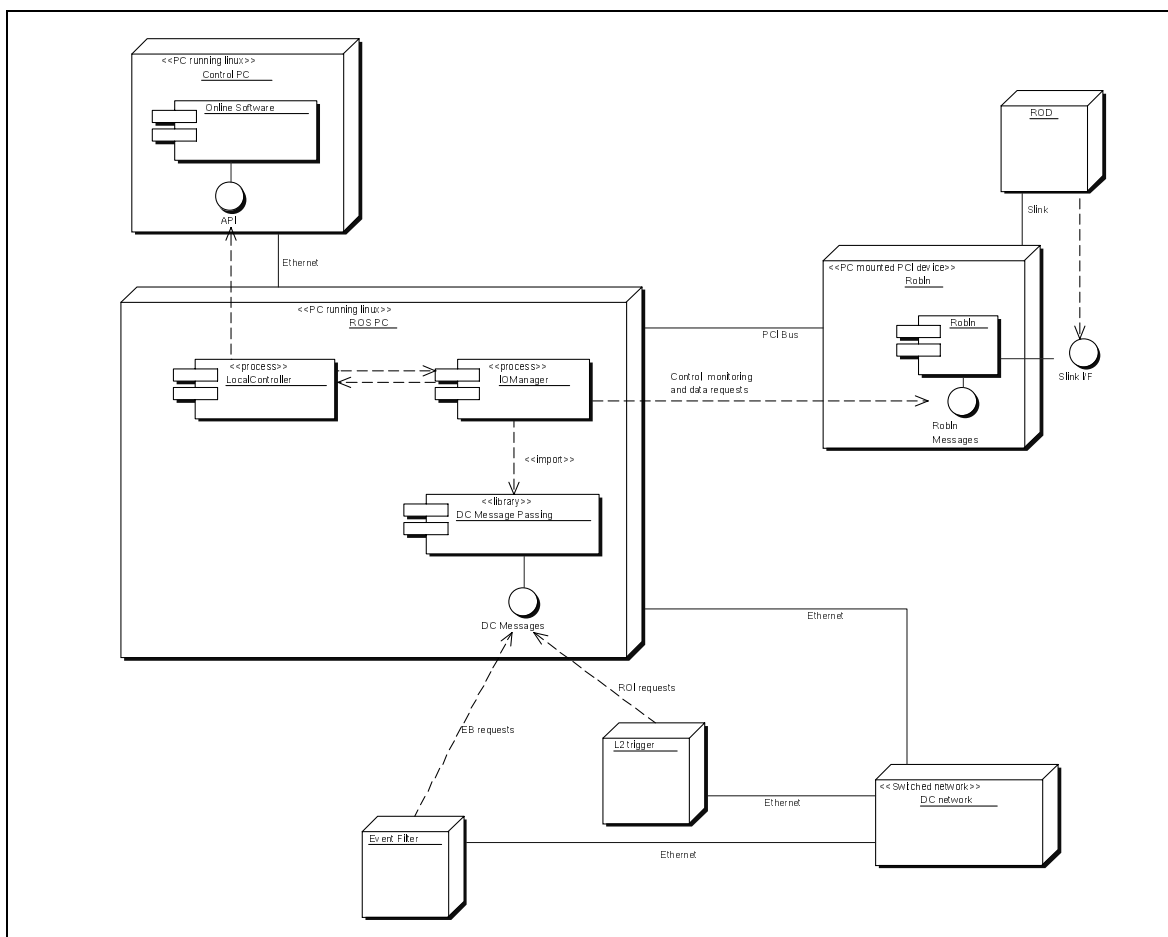 <<PC running linux>>
Control PC
Online Software
API
Ethernet
ROD
Slink
<<PC mounted PCI device>>
RobIn
RobIn
Slink I/F
RobIn
Messages
<<PC running linux>>
ROS PC
PCI Bus
<<process>>
LocalController
<<process>>
IOManager
Control monitoring
and data requests
<<import>>
<<library>>
DC Message Passing
DC Messages
Ethernet
ROI requests
EB requests
L2 trigger
Ethernet
<<Switched network>>
DC network
Event Filter
Ethernet